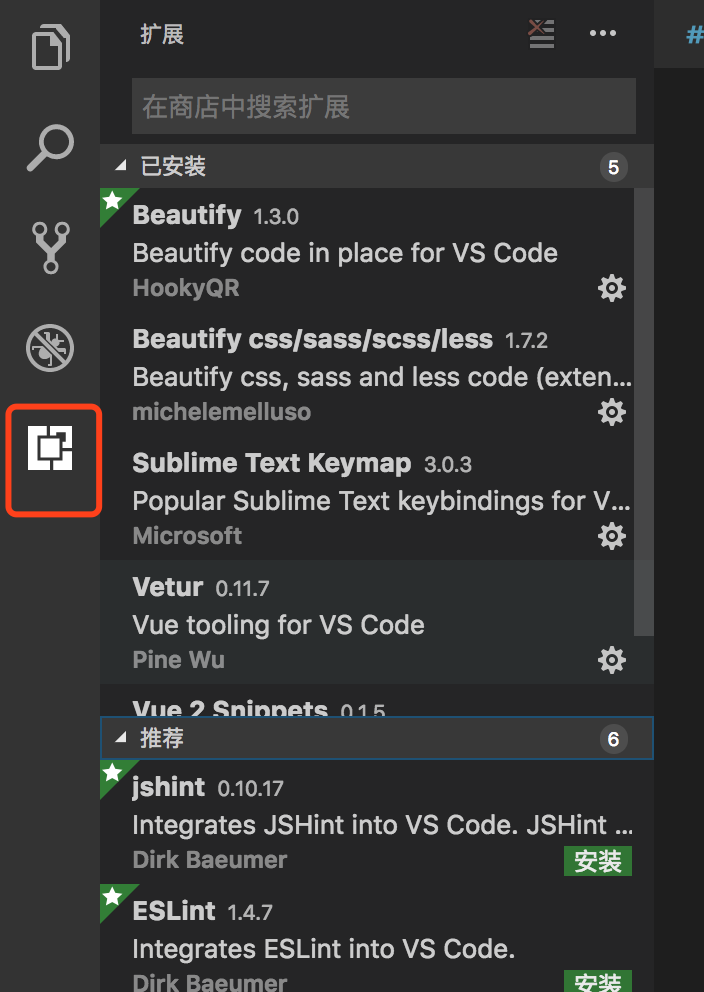 扩展
#
在商店中搜索扩展
已安装 5
Beautify 1.3.0
Beautify code in place for VS Code
HookyQR
Beautify css/sass/scss/less 1.7.2
Beautify css, sass and less code (exten...
michelemelluso
Sublime Text Keymap 3.0.3
Popular Sublime Text keybindings for V...
Microsoft
Vetur 0.11.7
Vue tooling for VS Code
Pine Wu
Vue 2 Snippets 0.1.5
推荐 6
jshint 0.10.17
Integrates JSHint into VS Code. JSHint ...
Dirk Baeumer 安装
ESLint 1.4.7
Integrates ESLint into VS Code.
Dirk Baeumer 安装